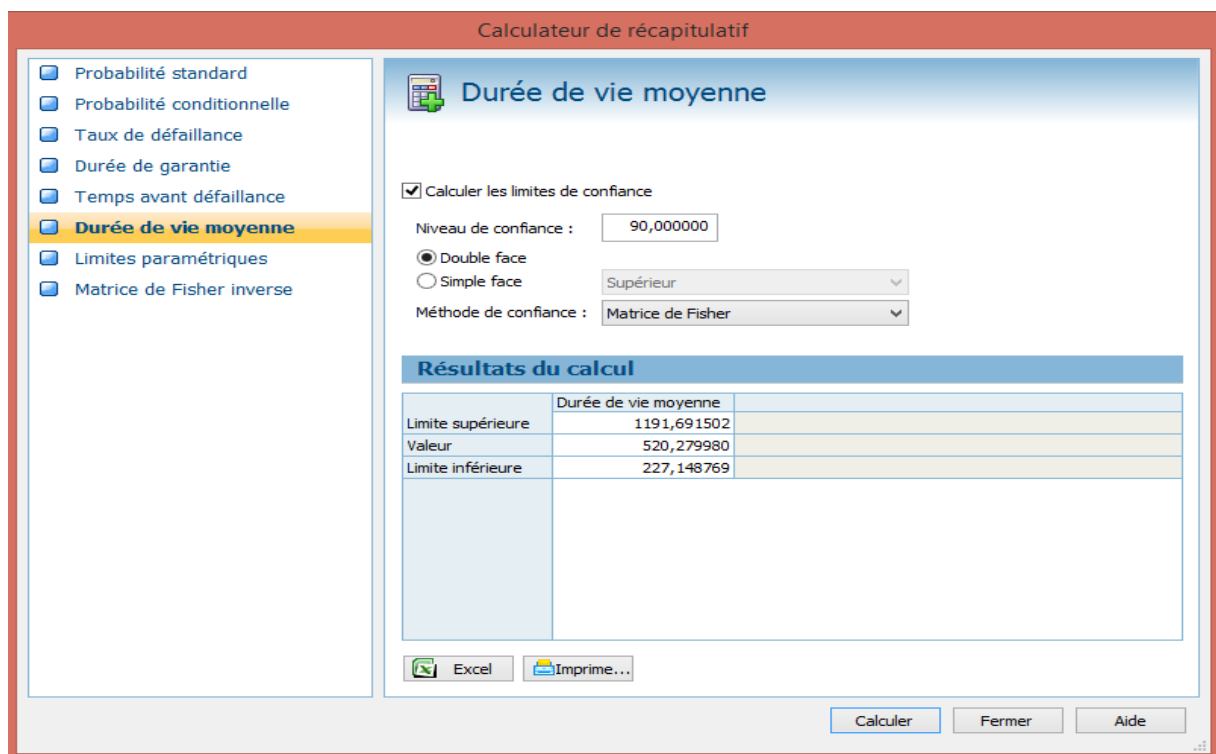 Calculateur de récapitulatif
Probabilité standard
Probabilité conditionnelle
Taux de défaillance
Durée de garantie
Temps avant défaillance
Durée de vie moyenne
Limites paramétriques
Matrice de Fisher inverse
Durée de vie moyenne
Calculer les limites de confiance
Niveau de confiance : 90,000000
Double face
Simple face Supérieur
Méthode de confiance : Matrice de Fisher
Résultats du calcul
Durée de vie moyenne
Limite supérieure 1191,691502
Valeur 520,279980
Limite inférieure 227,148769
Excel Imprime...
Calculer Fermer Aide